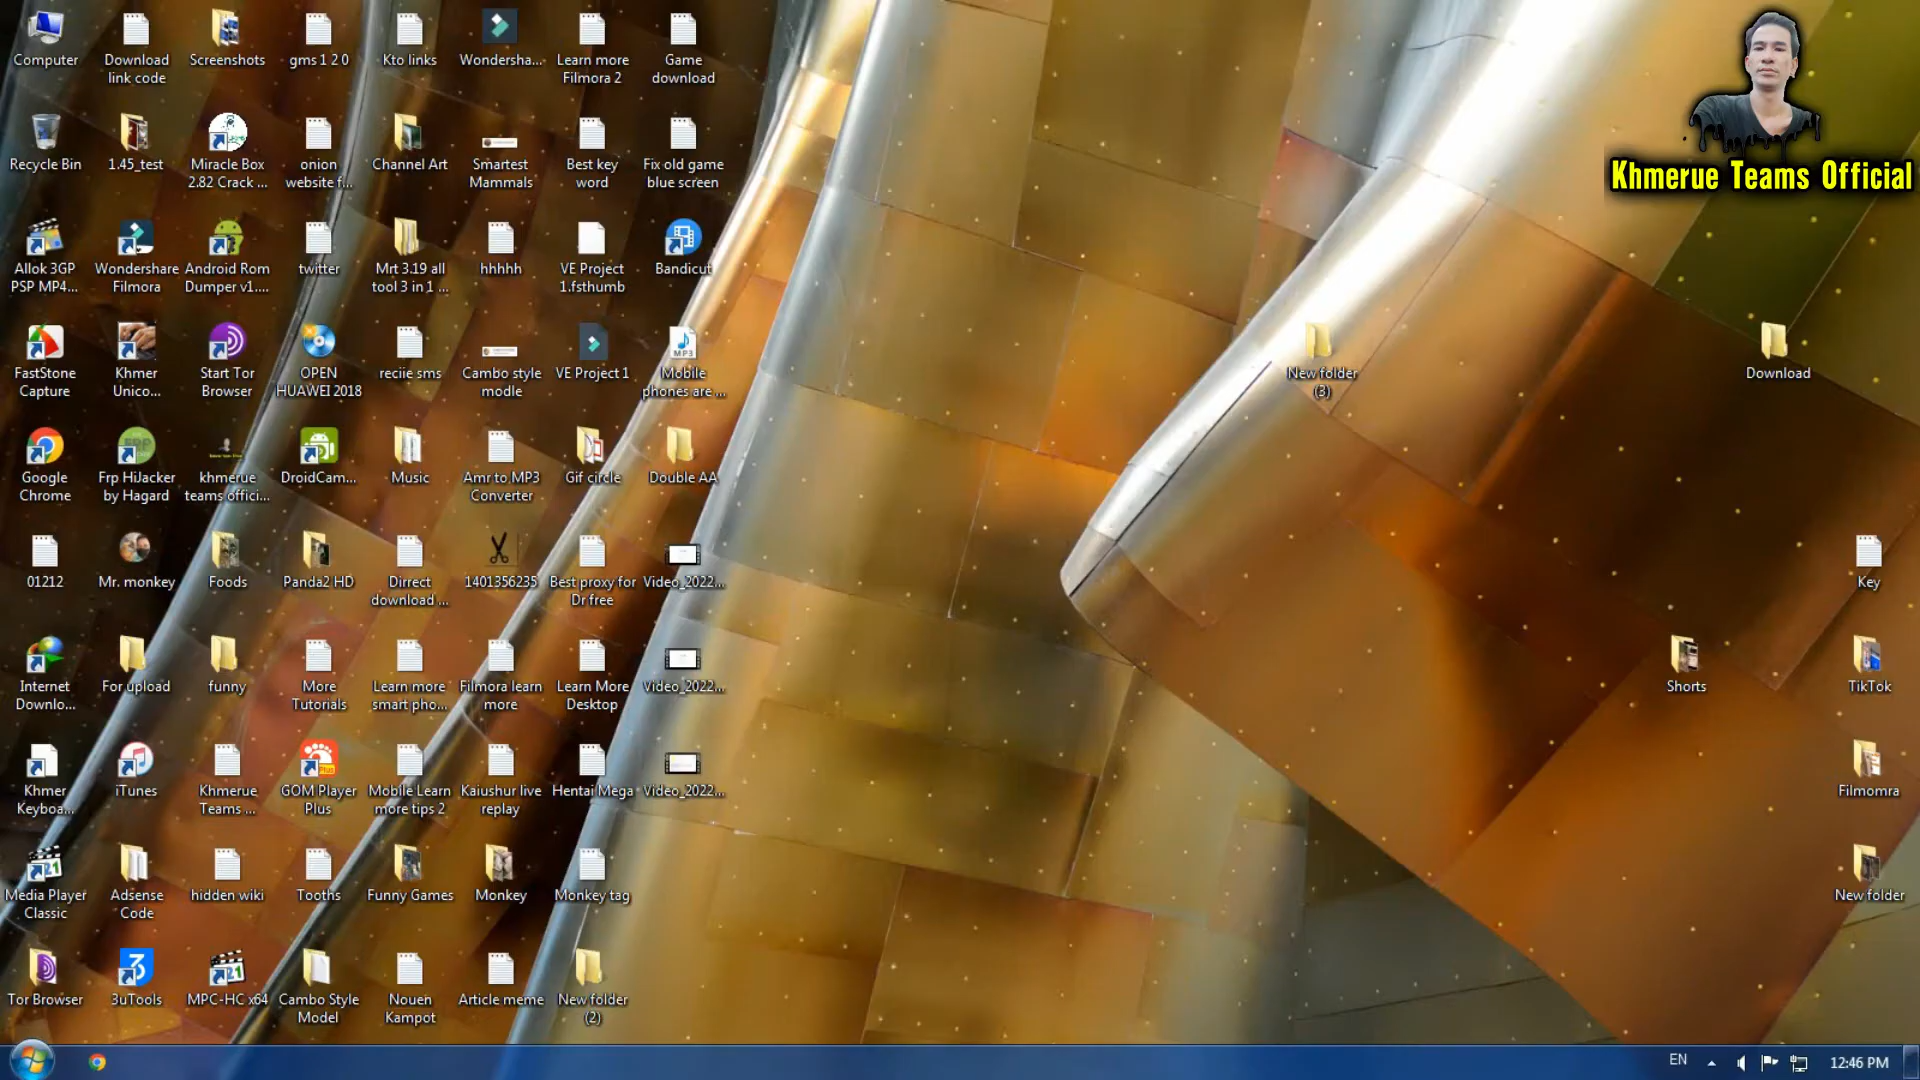 Computer
Download
link code
Screenshots
gms 1 2 0
Kto links
Wondersha...
Learn more
Filmora 2
Game
download
Khmerue Teams Official
Recycle Bin
1.45_test
Miracle Box
2.82 Crack ...
onion
website f...
Channel Art
Smartest
Mammals
Best key
word
Fix old game
blue screen
Allok 3GP
PSP MP4...
Wondershare
Filmora
Android Rom
Dumper v1....
twitter
Mrt 3.19 all
tool 3 in 1 ...
hhhhh
VE Project
1.fsthumb
Bandicut
FastStone
Capture
Khmer
Unico...
Start Tor
Browser
OPEN
HUAWEI 2018
reciie sms
Cambo style
modle
VE Project 1
MP3
Mobile
phones are ...
New folder
(3)
Download
Google
Chrome
Frp HiJacker
by Hagard
khmerue
teams offici...
DroidCam...
Music
Amr to MP3
Converter
Gif circle
Double AA
01212
Mr. monkey
Foods
Panda2 HD
Dirrect
download ...
1401356235
Best proxy for
Dr free
Video_2022...
Key
Internet
Downlo...
For upload
funny
More
Tutorials
Learn more
smart pho...
Filmora learn
more
Learn More
Desktop
Video_2022...
Shorts
TikTok
Khmer
Keyboa...
iTunes
Khmerue
Teams ...
GOM Player
Plus
Mobile Learn
more tips 2
Kaiushur live
replay
Hentai Mega
Video_2022...
Filmomra
Media Player
Classic
Adsense
Code
hidden wiki
Tooths
Funny Games
Monkey
Monkey tag
New folder
Tor Browser
3uTools
MPC-HC x64
Cambo Style
Model
Nouen
Kampot
Article meme
New folder
(2)
EN
12:46 PM